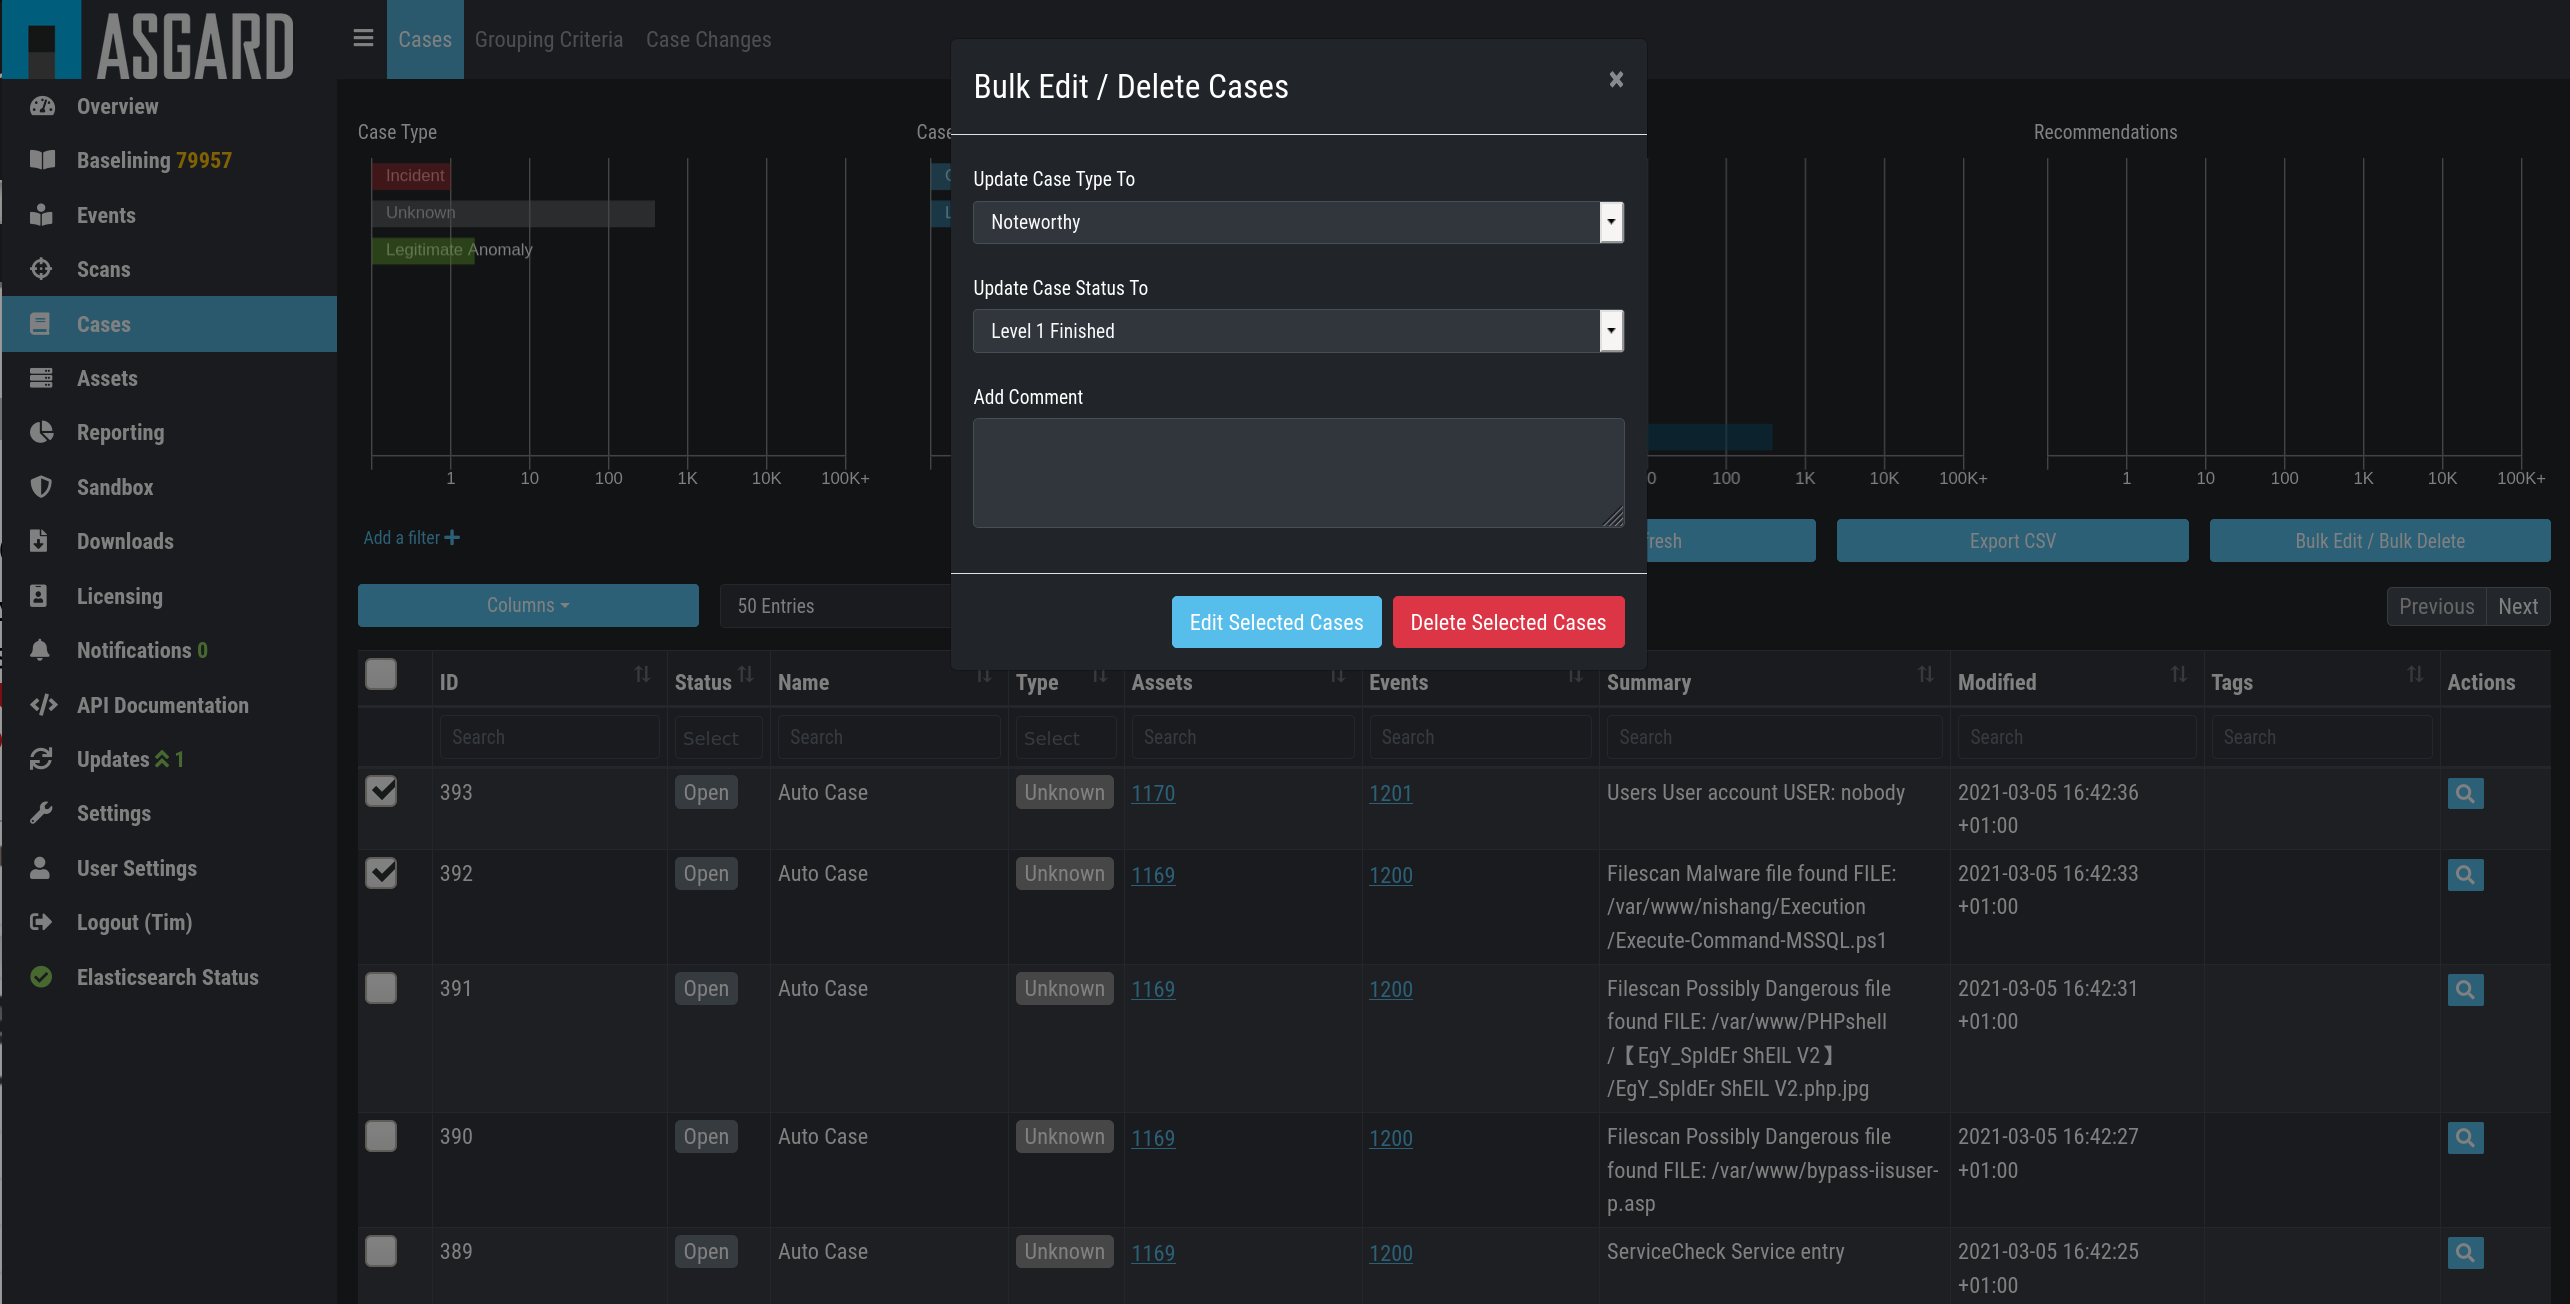 ASGARD
Cases Grouping Criteria Case Changes
Overview
Baselining 79957
Events
Scans
Cases
Assets
Reporting
Sandbox
Downloads
Licensing
Notifications 0
API Documentation
Updates 1
Settings
User Settings
Logout (Tim)
Elasticsearch Status
Bulk Edit / Delete Cases
×
Update Case Type To
Noteworthy
Update Case Status To
Level 1 Finished
Add Comment
Edit Selected Cases Delete Selected Cases
Case Type
Incident
Unknown
Legitimate Anomaly
1 10 100 1K 10K 100K+
Case
100 1K 10K 100K+
Recommendations
1 10 100 1K 10K 100K+
Add a filter
fresh Export CSV Bulk Edit / Bulk Delete
Columns 50 Entries Previous Next
ID Status Name Type Assets Events Summary Modified Tags Actions
Search Select Search Select Search Search Search Search Search
393 Open Auto Case Unknown 1170 1201 Users User account USER: nobody 2021-03-05 16:42:36
+01:00
392 Open Auto Case Unknown 1169 1200 Filescan Malware file found FILE: 2021-03-05 16:42:33
/var/www/nishang/Execution +01:00
/Execute-Command-MSSQL.ps1
391 Open Auto Case Unknown 1169 1200 Filescan Possibly Dangerous file 2021-03-05 16:42:31
found FILE: /var/www/PHPshell +01:00
/【EgY_SpIdEr ShElL V2】
/EgY_SpIdEr ShElL V2.php.jpg
390 Open Auto Case Unknown 1169 1200 Filescan Possibly Dangerous file 2021-03-05 16:42:27
found FILE: /var/www/bypass-iisuser- +01:00
p.asp
389 Open Auto Case Unknown 1169 1200 ServiceCheck Service entry 2021-03-05 16:42:25
+01:00